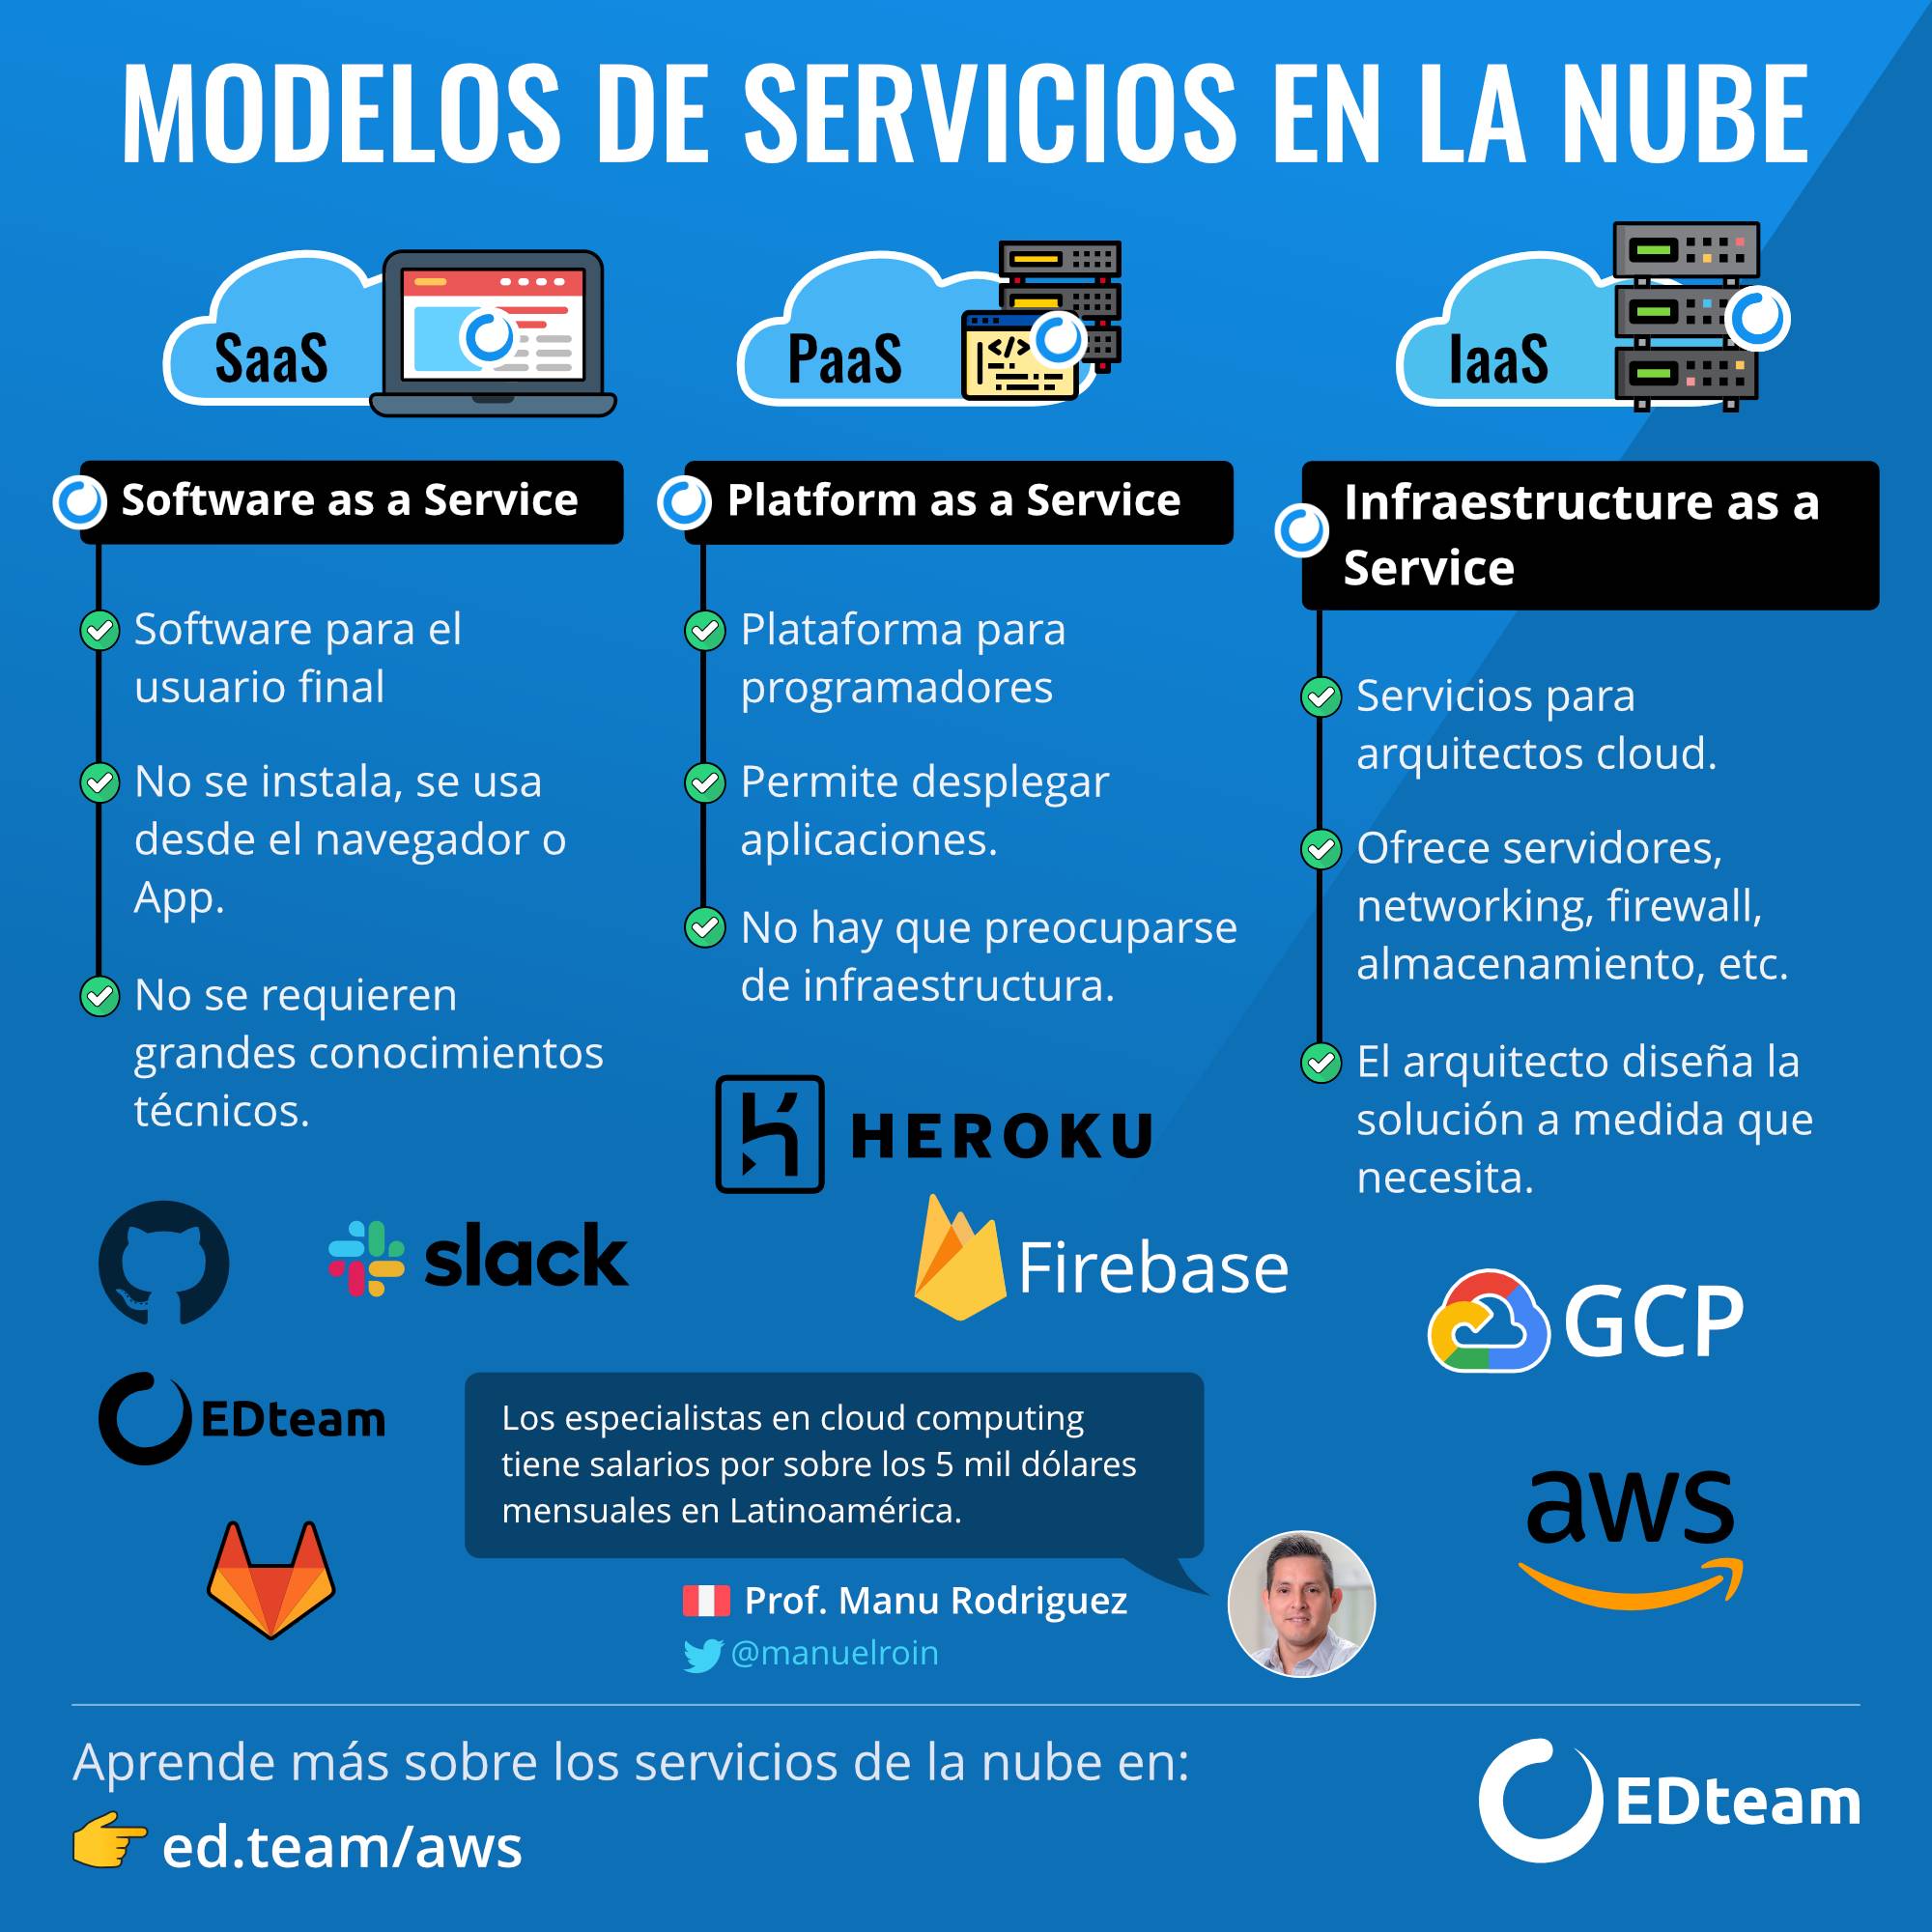 MODELOS DE SERVICIOS EN LA NUBE
SaaS
Software as a Service
Software para el
usuario final
No se instala, se usa
desde el navegador o
App.
No se requieren
grandes conocimientos
técnicos.
slack
EDteam
PaaS
</>
Platform as a Service
Plataforma para
programadores
Permite desplegar
aplicaciones.
No hay que preocuparse
de infraestructura.
HEROKU
Firebase
IaaS
Infraestructure as a
Service
Servicios para
arquitectos cloud.
Ofrece servidores,
networking, firewall,
almacenamiento, etc.
El arquitecto diseña la
solución a medida que
necesita.
GCP
aws
Los especialistas en cloud computing
tiene salarios por sobre los 5 mil dólares
mensuales en Latinoamérica.
Prof. Manu Rodriguez
@manuelroin
Aprende más sobre los servicios de la nube en:
ed.team/aws
EDteam